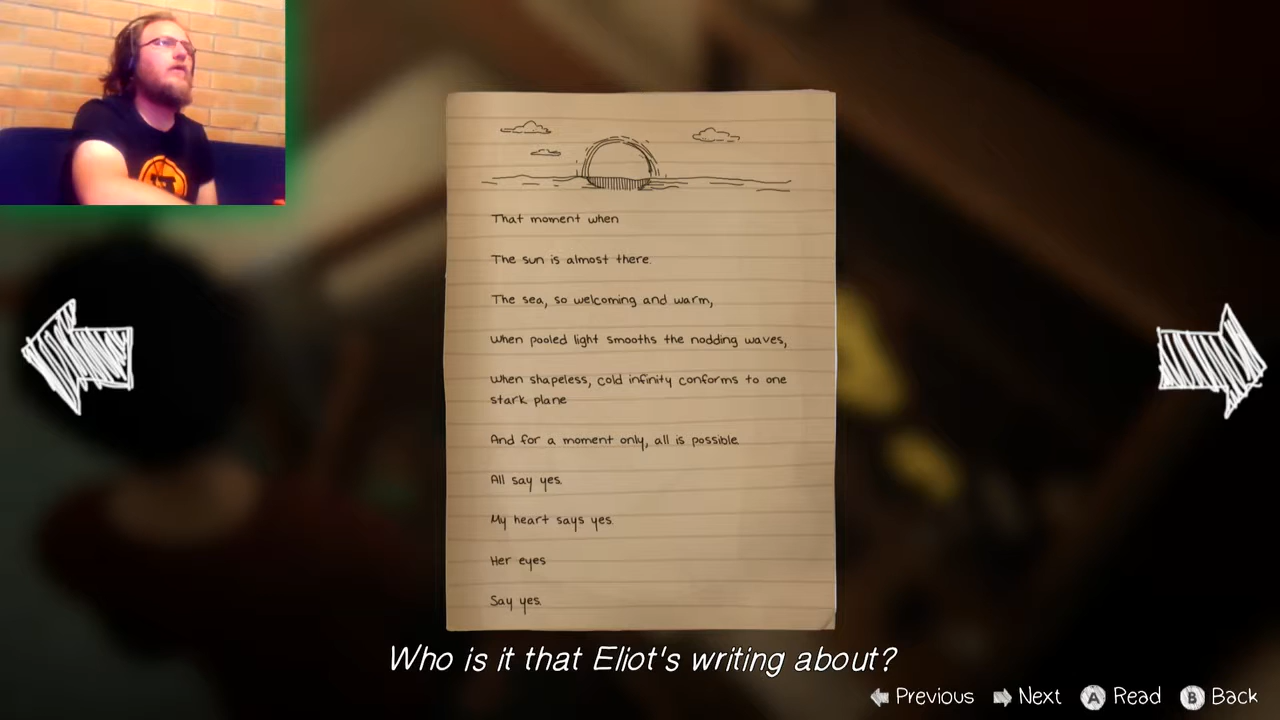 That moment when
The sun is almost there.
The sea, so welcoming and warm,
When pooled light smooths the nodding waves,
When shapeless, cold infinity conforms to one
stark plane
And for a moment only, all is possible.
All say yes.
My heart says yes.
Her eyes
Say yes.
Who is it that Eliot's writing about?
Previous Next A Read B Back